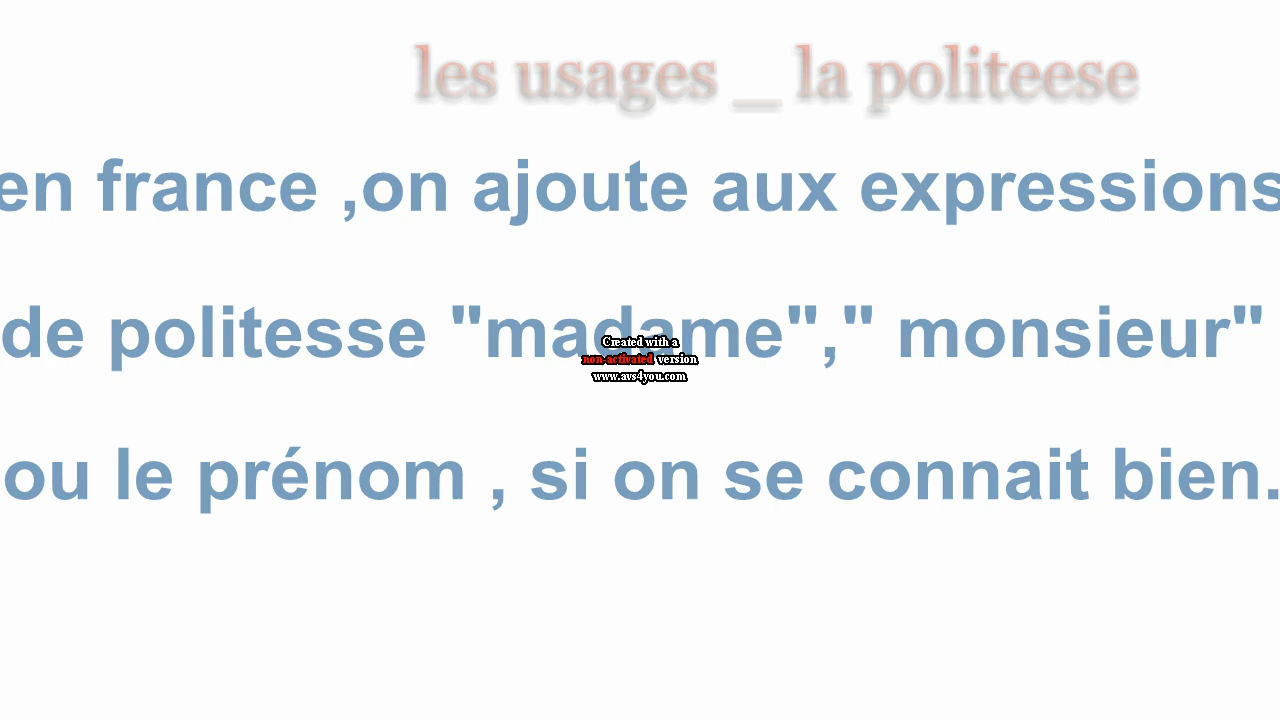 les usages _ la politeese
en france ,on ajoute aux expressions
de politesse "madame"," monsieur"
Created with a
non-activated version
www.avs4you.com
ou le prénom , si on se connait bien.